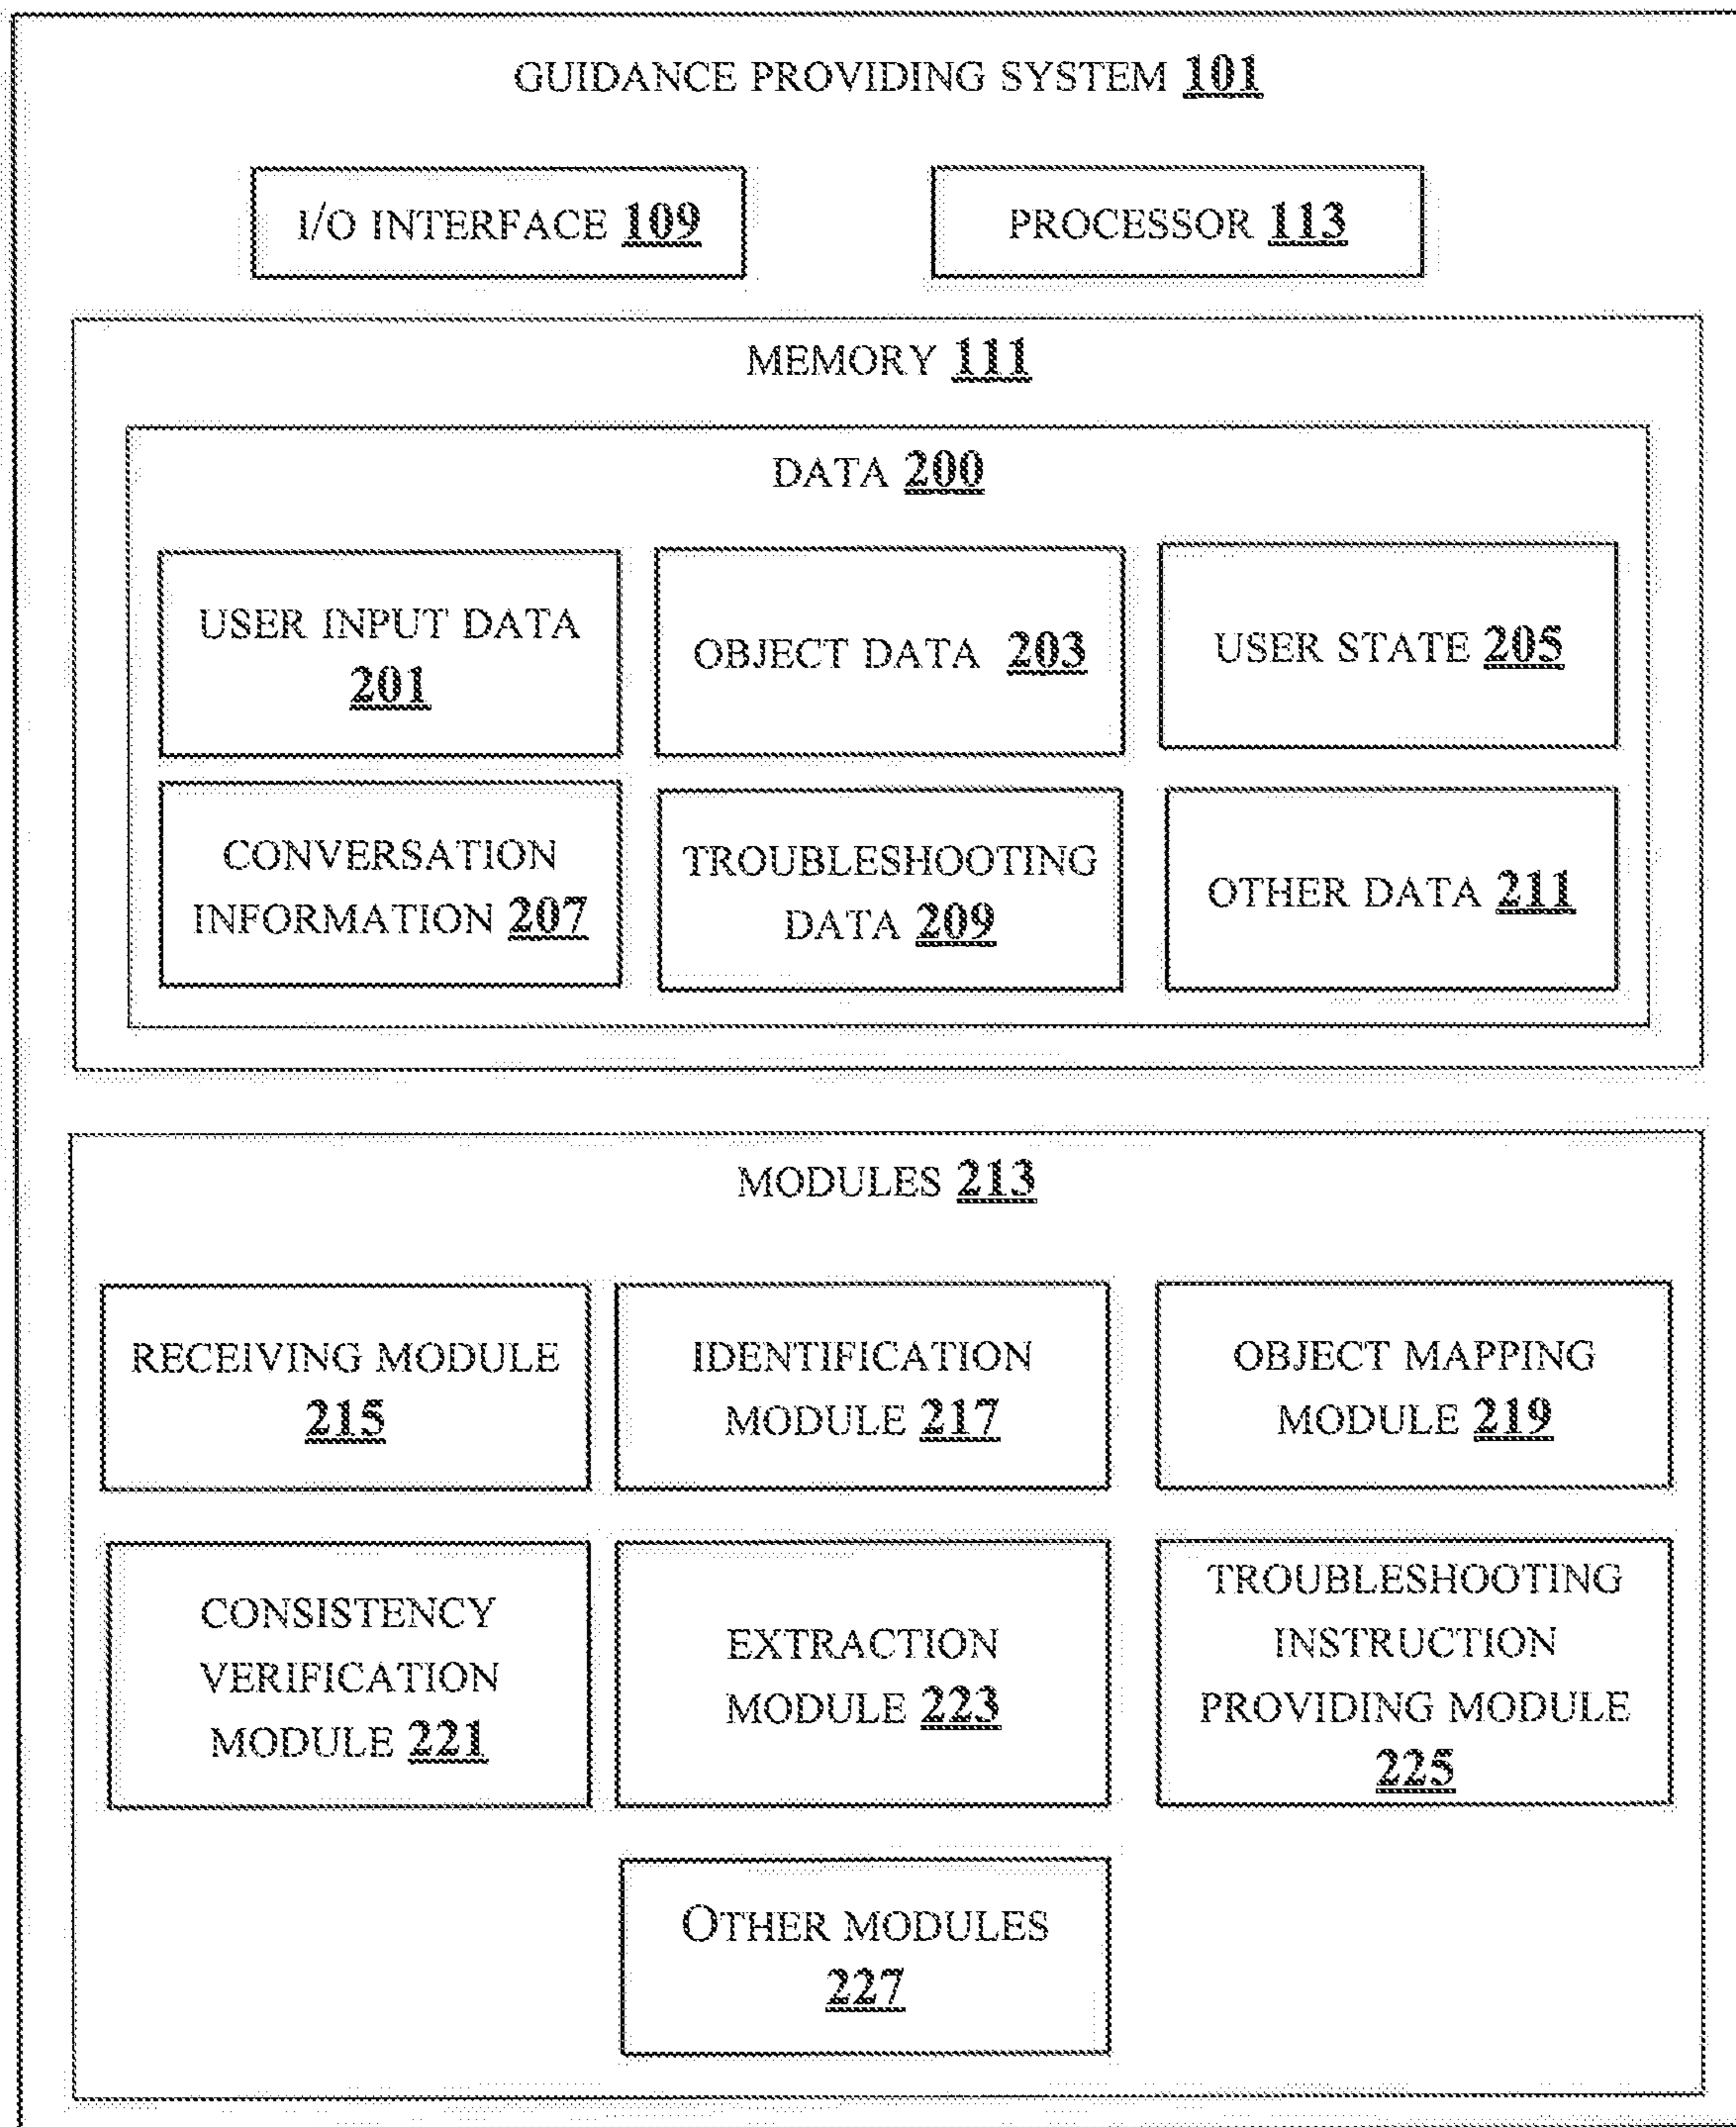 GUIDANCE PROVIDING SYSTEM 101
I/O INTERFACE 109
PROCESSOR 113
MEMORY 111
DATA 200
USER INPUT DATA
201
OBJECT DATA 203
USER STATE 205
CONVERSATION
INFORMATION 207
TROUBLESHOOTING
DATA 209
OTHER DATA 211
MODULES 213
RECEIVING MODULE
215
IDENTIFICATION
MODULE 217
OBJECT MAPPING
MODULE 219
CONSISTENCY
VERIFICATION
MODULE 221
EXTRACTION
MODULE 223
TROUBLESHOOTING
INSTRUCTION
PROVIDING MODULE
225
OTHER MODULES
227